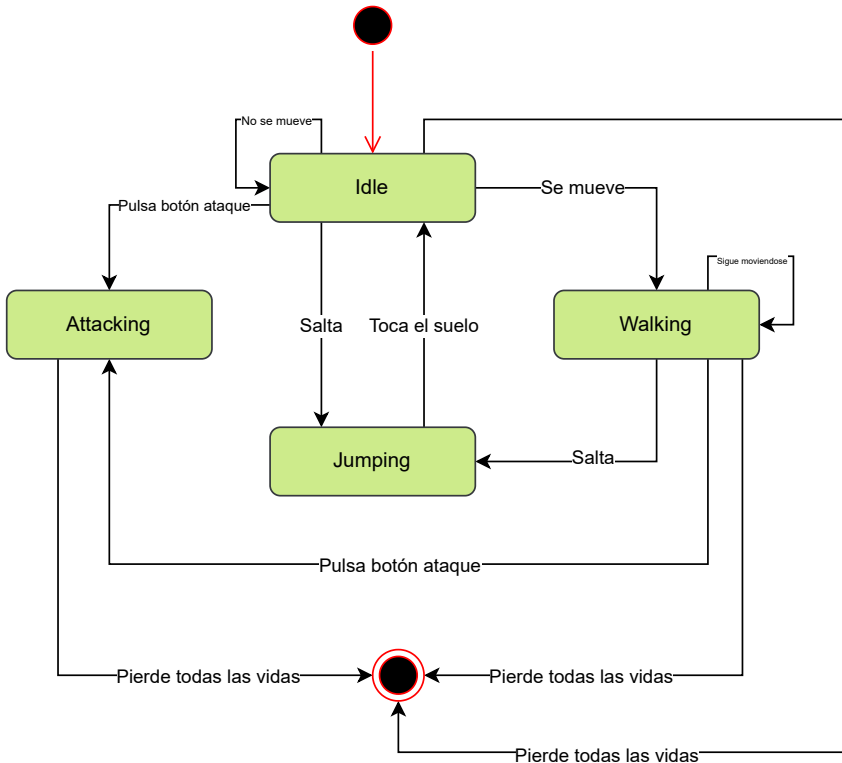 No se mueve
Idle
Se mueve
Pulsa botón ataque
Sigue moviendose
Attacking
Salta
Toca el suelo
Walking
Jumping
Salta
Pulsa botón ataque
Pierde todas las vidas
Pierde todas las vidas
Pierde todas las vidas